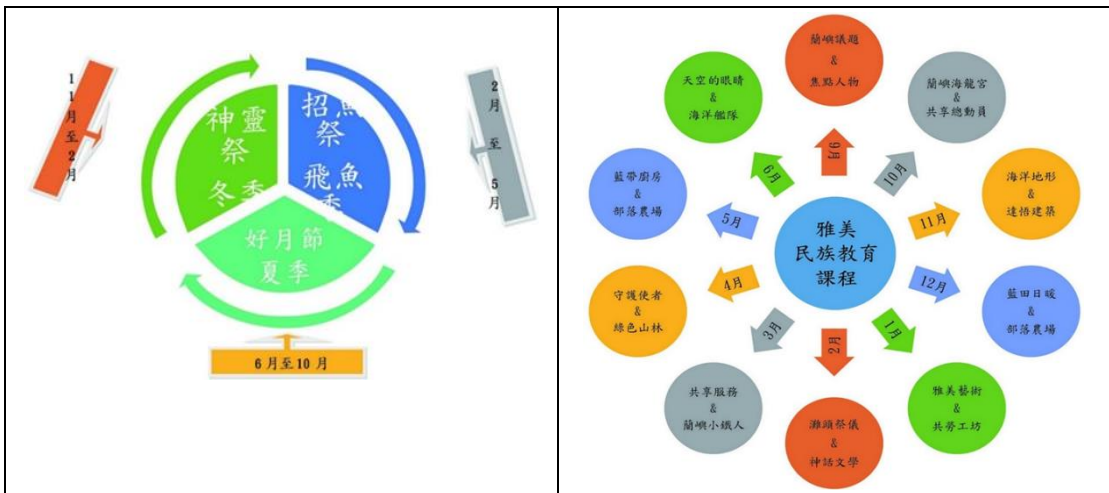 11月至2月
神靈
祭
冬季
招魚
祭
飛魚
季
2月至5月
好月節
夏季
6月至10月
雅美
民族教育
課程
9月
蘭嶼議題
&
焦點人物
10月
蘭嶼海龍宮
&
共享總動員
11月
海洋地形
&
達悟建築
12月
藍田日暖
&
部落農場
1月
雅美藝術
&
共勞工坊
2月
灘頭祭儀
&
神話文學
3月
共享服務
&
蘭嶼小鐵人
4月
守護使者
&
綠色山林
5月
藍帶廚房
&
部落農場
6月
天空的眼睛
&
海洋艦隊